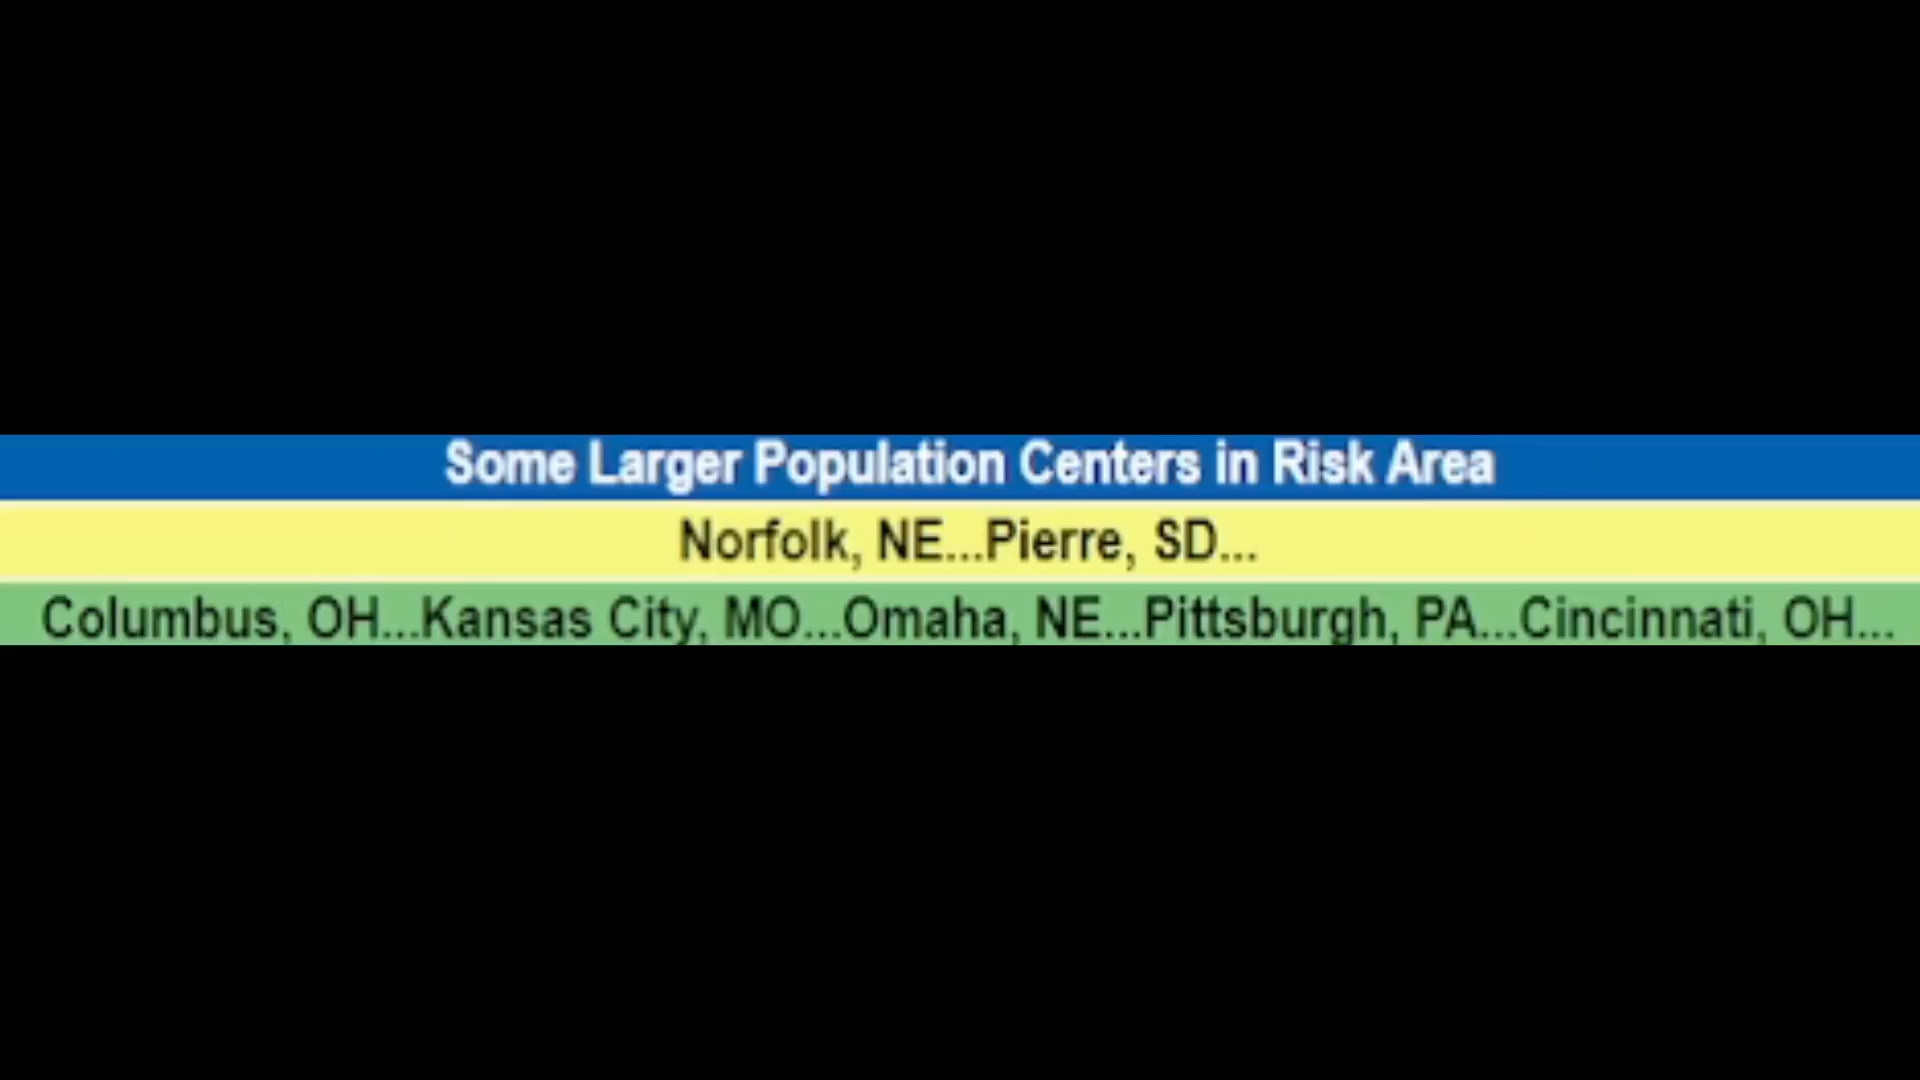 Some Larger Population Centers in Risk Area
Norfolk, NE...Pierre, SD...
Columbus, OH...Kansas City, MO...Omaha, NE...Pittsburgh, PA...Cincinnati, OH...